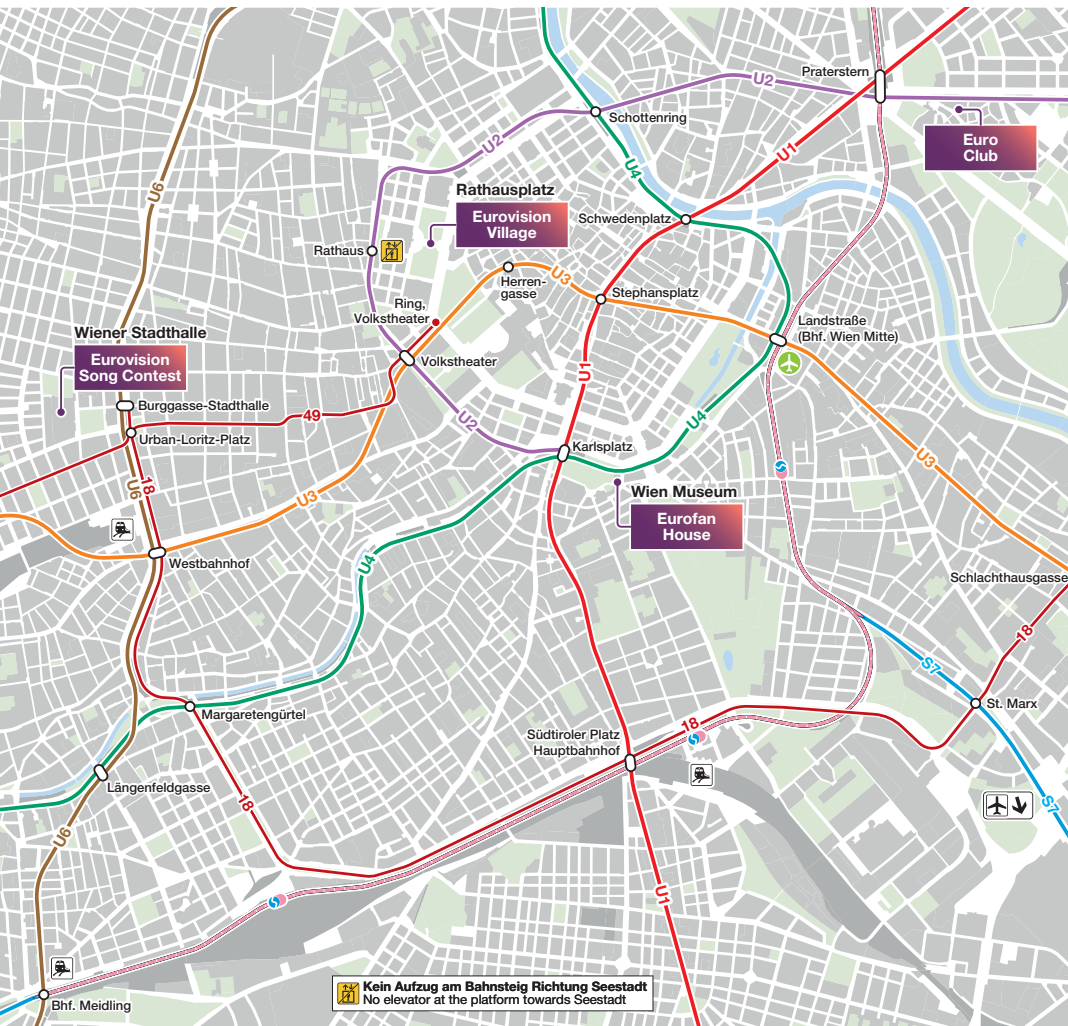 Praterstern
U2
Euro
Club
Schottenring
U2
U1
U4
U6
Rathausplatz
Eurovision
Village
Schwedenplatz
Rathaus
Herren-
gasse
U3
Stephansplatz
Ring,
Volkstheater
Landstraße
(Bhf. Wien Mitte)
Wiener Stadthalle
Eurovision
Song Contest
Volkstheater
U1
Burggasse-Stadthalle
49
U2
U4
Urban-Loritz-Platz
Karlsplatz
U3
18
U6
U3
Wien Museum
Eurofan
House
Westbahnhof
U4
Schlachthausgasse
18
S7
Margaretengürtel
St. Marx
18
Südtiroler Platz
Hauptbahnhof
Längenfeldgasse
18
S7
U6
U1
Kein Aufzug am Bahnsteig Richtung Seestadt
No elevator at the platform towards Seestadt
Bhf. Meidling